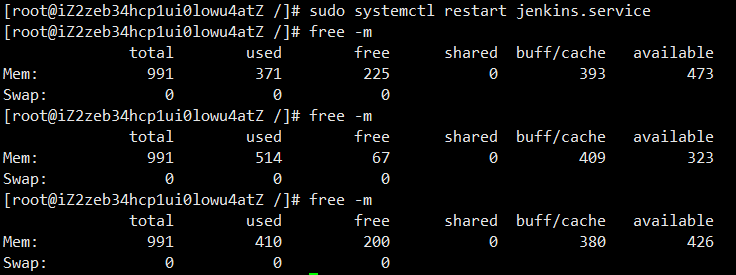 [root@iZ2zeb34hcp1ui0lowu4atZ /]# sudo systemctl restart jenkins.service
[root@iZ2zeb34hcp1ui0lowu4atZ /]# free -m
              total        used        free      shared  buff/cache   available
Mem:            991         371         225           0         393         473
Swap:             0           0           0
[root@iZ2zeb34hcp1ui0lowu4atZ /]# free -m
              total        used        free      shared  buff/cache   available
Mem:            991         514          67           0         409         323
Swap:             0           0           0
[root@iZ2zeb34hcp1ui0lowu4atZ /]# free -m
              total        used        free      shared  buff/cache   available
Mem:            991         410         200           0         380         426
Swap:             0           0           0